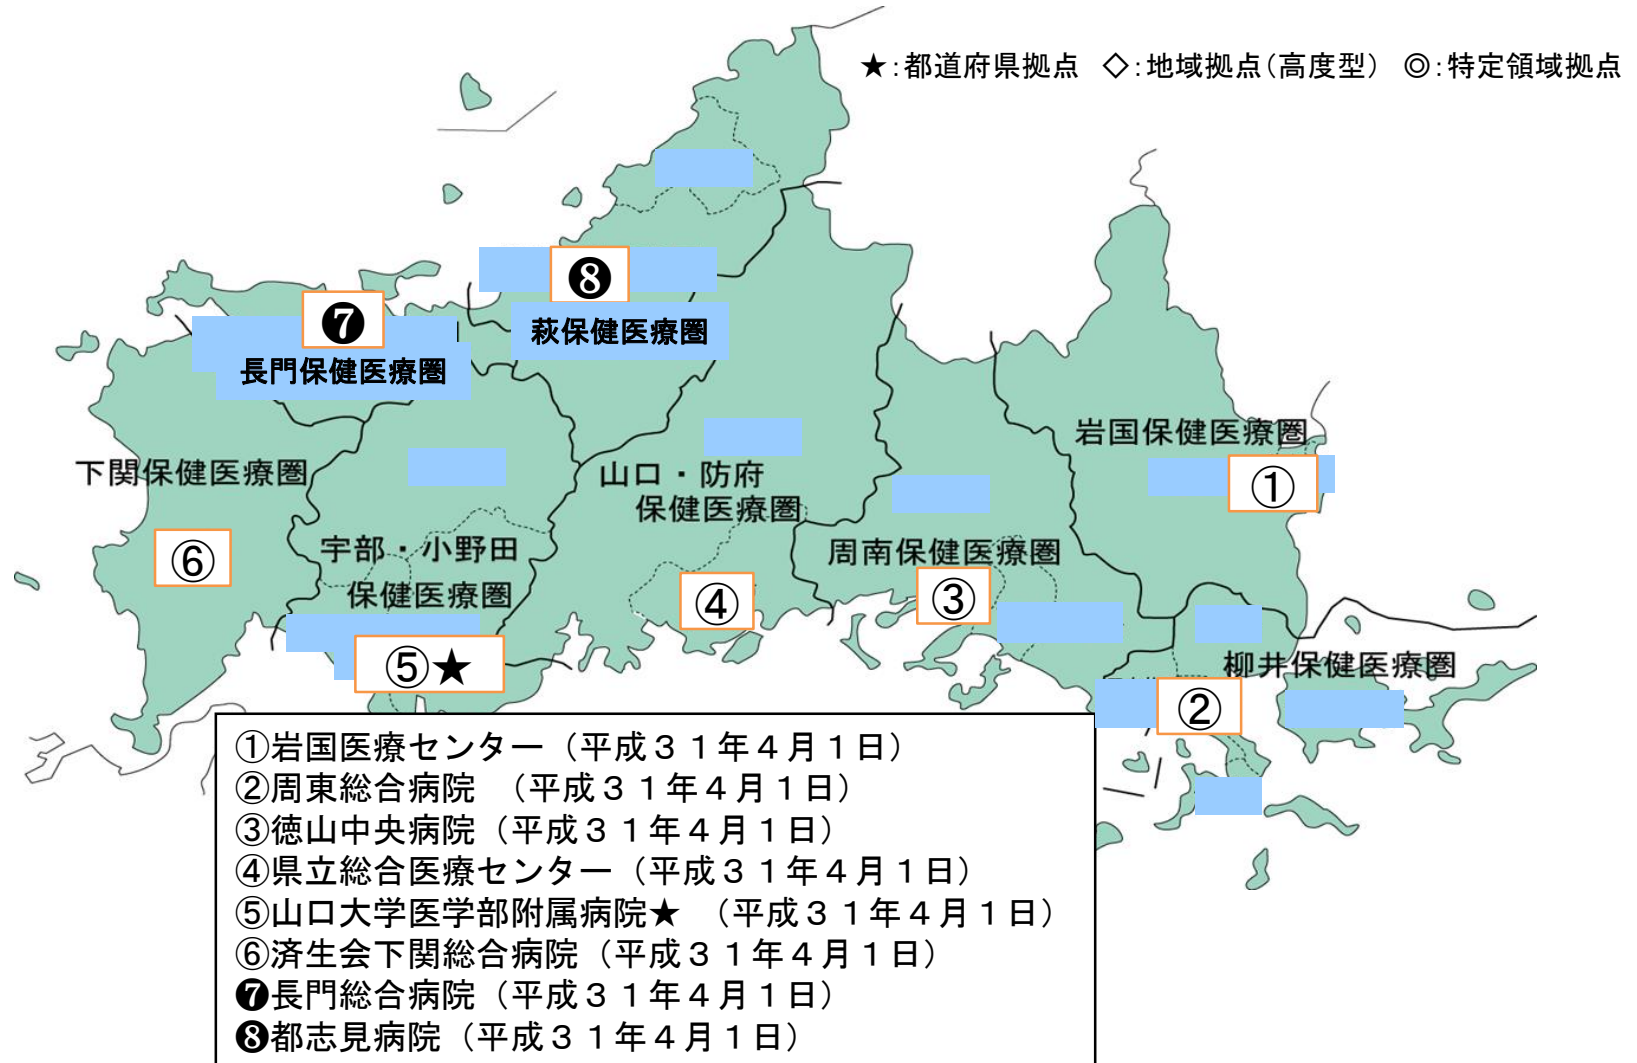 ★：都道府県拠点　◇：地域拠点（高度型）　◎：特定領域拠点
❽
萩保健医療圏
❼
長門保健医療圏
岩国保健医療圏
①
下関保健医療圏
山口・防府
保健医療圏
⑥
宇部・小野田
保健医療圏
周南保健医療圏
④
③
⑤★
柳井保健医療圏
②
①岩国医療センター（平成３１年４月１日）
②周東総合病院　（平成３１年４月１日）
③徳山中央病院（平成３１年４月１日）
④県立総合医療センター（平成３１年４月１日）
⑤山口大学医学部附属病院★　（平成３１年４月１日）
⑥済生会下関総合病院（平成３１年４月１日）
❼長門総合病院（平成３１年４月１日）
❽都志見病院（平成３１年４月１日）